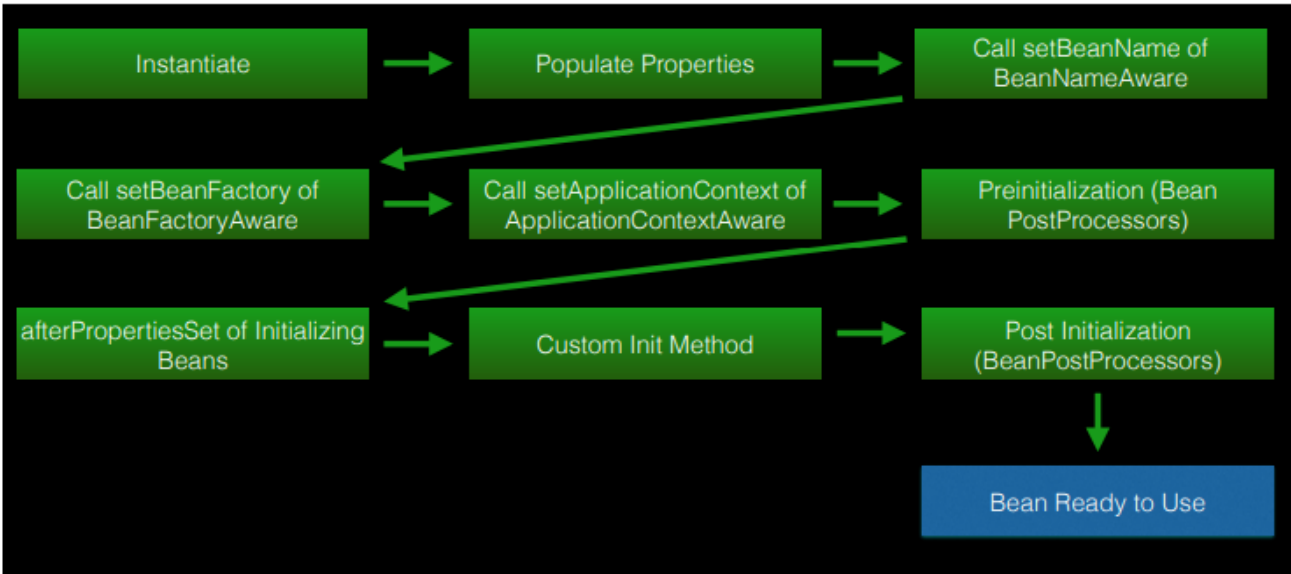 Instantiate
Populate Properties
Call setBeanName of
BeanNameAware
Call setBeanFactory of
BeanFactoryAware
Call setApplicationContext of
ApplicationContextAware
Preinitialization (Bean
PostProcessors)
afterPropertiesSet of Initializing
Beans
Custom Init Method
Post Initialization
(BeanPostProcessors)
Bean Ready to Use